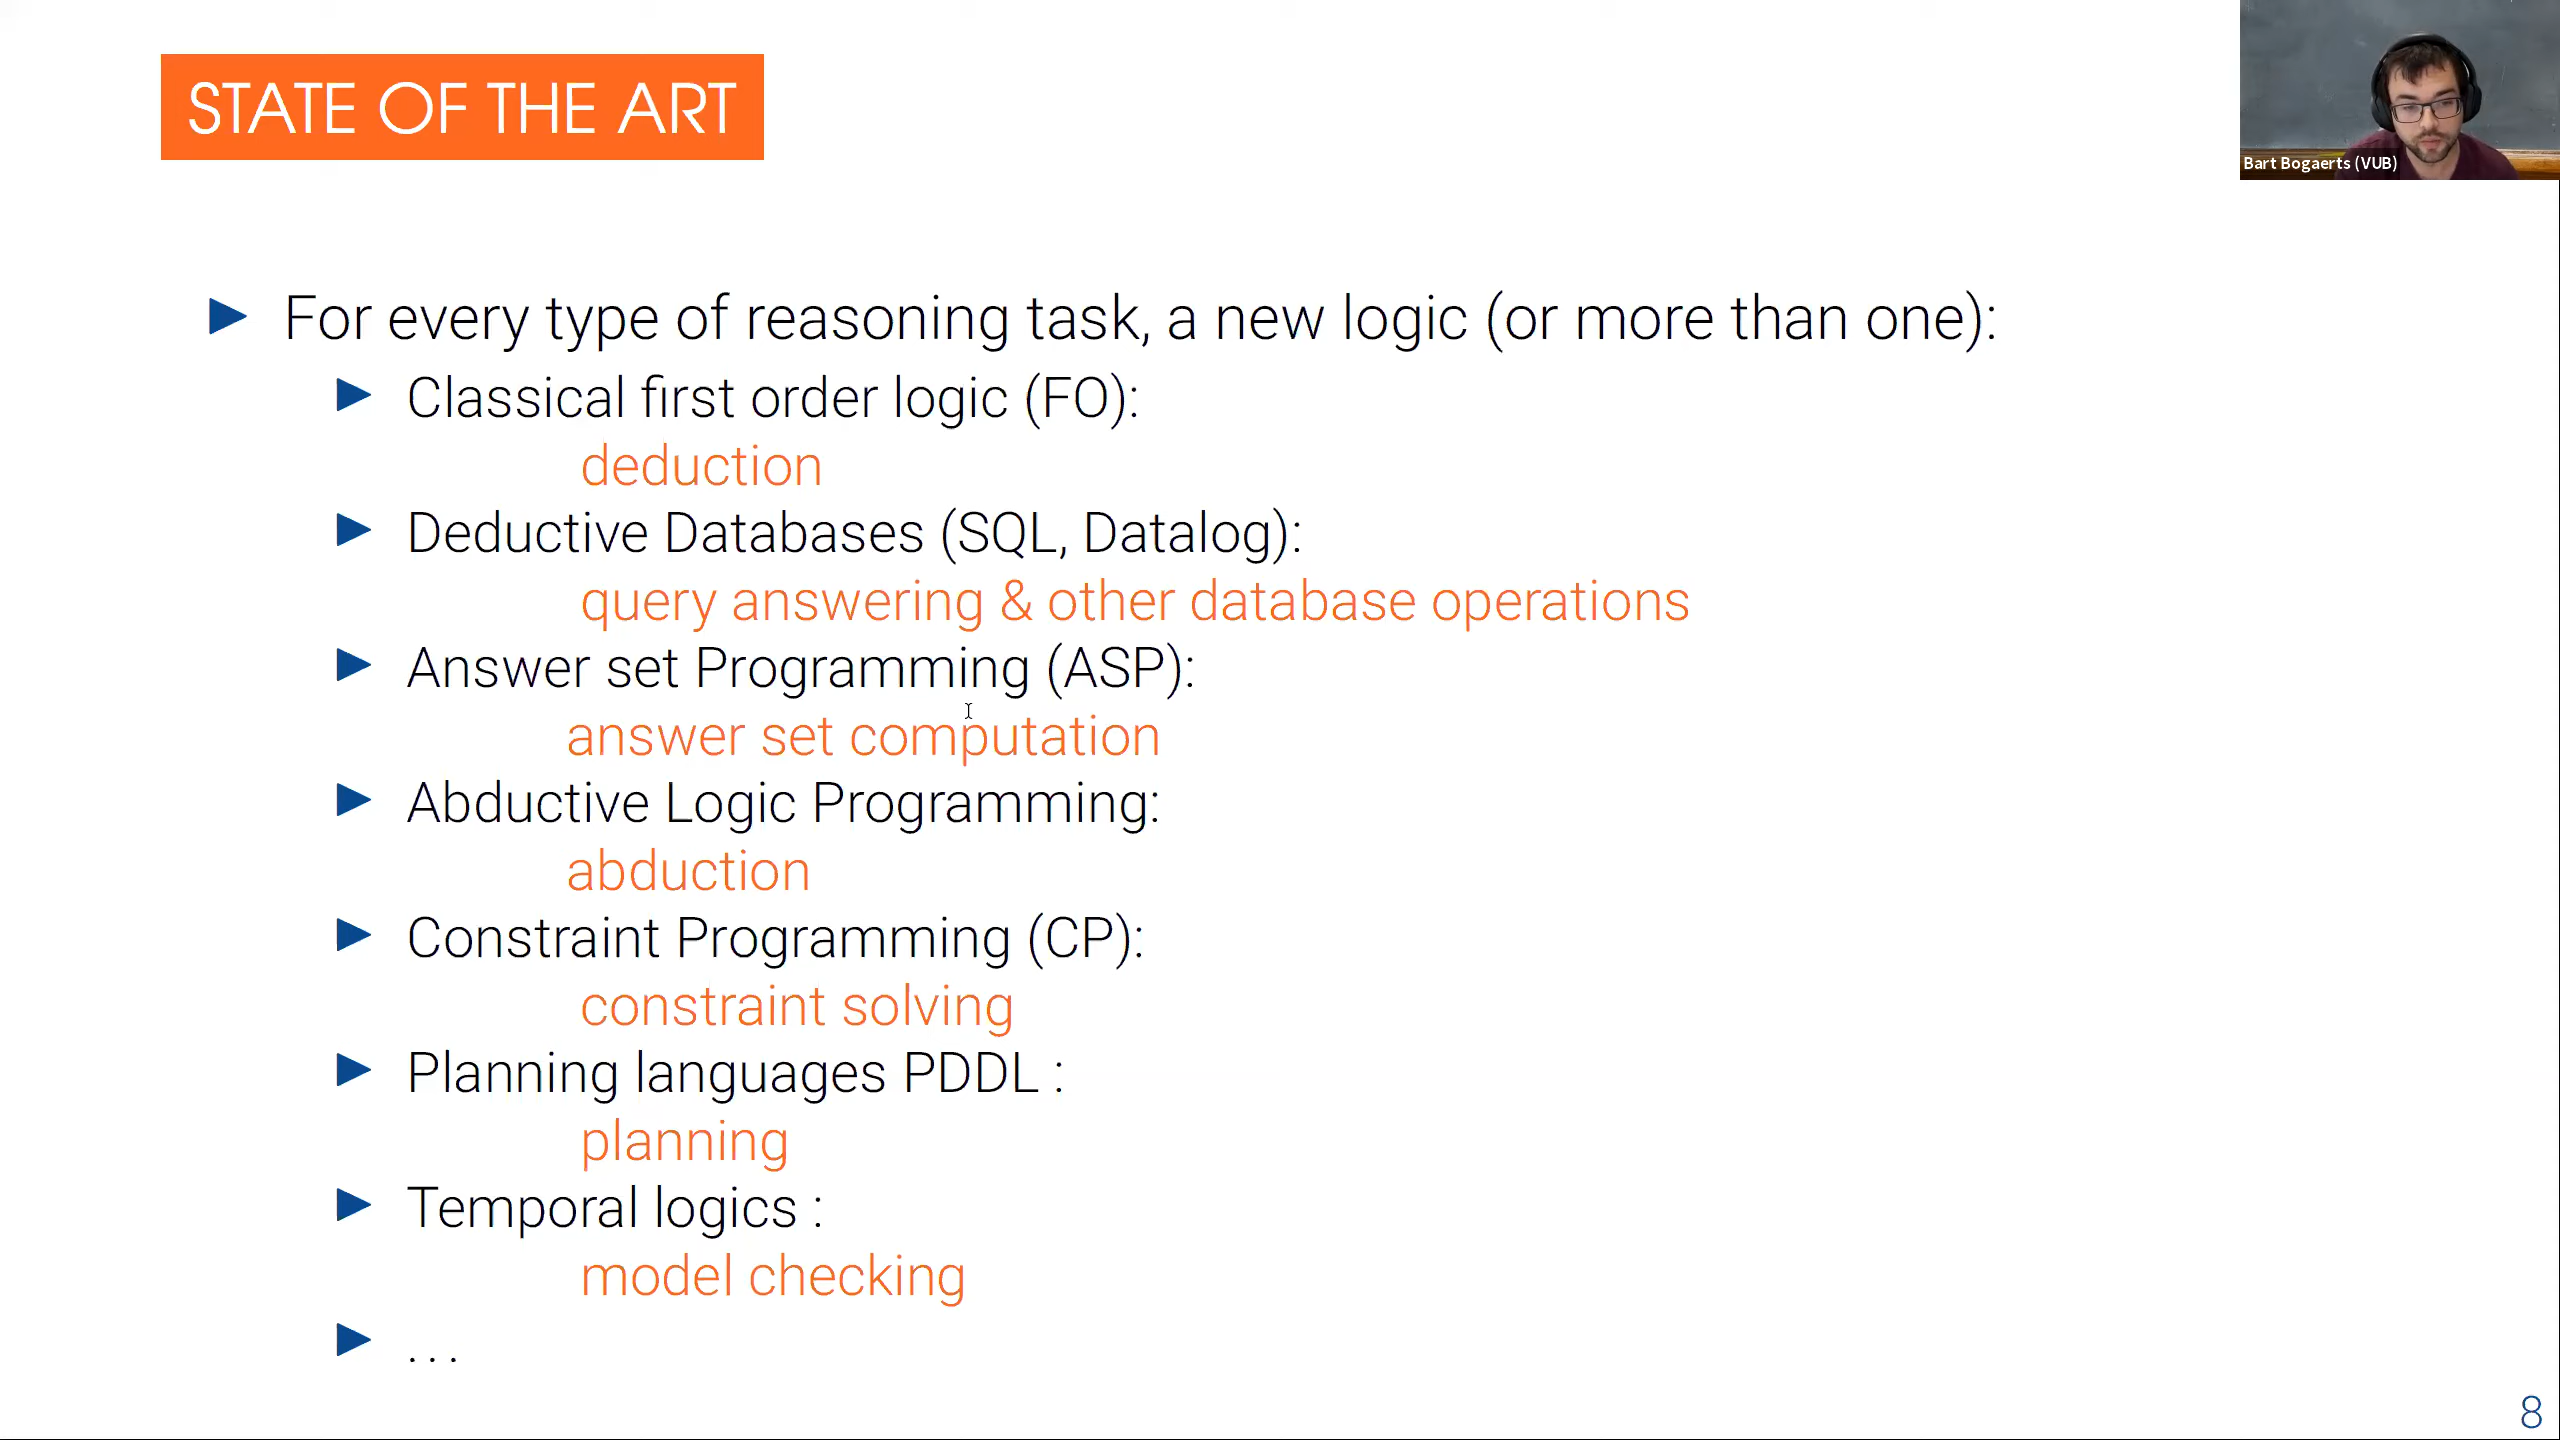 STATE OF THE ART
Bart Bogaerts (VUB)
For every type of reasoning task, a new logic (or more than one):
Classical first order logic (FO):
deduction
Deductive Databases (SQL, Datalog):
query answering & other database operations
Answer set Programming (ASP):
answer set computation
Abductive Logic Programming:
abduction
Constraint Programming (CP):
constraint solving
Planning languages PDDL :
planning
Temporal logics :
model checking
...
8